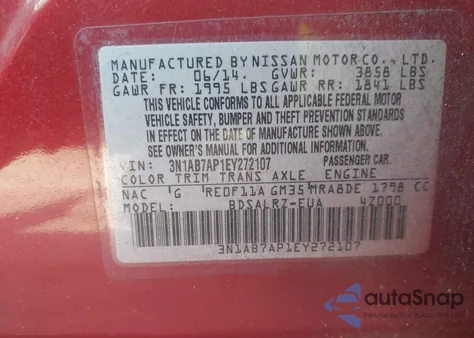 MANUFACTURED BY NISSAN MOTOR CO., LTD.
DATE: 06/14. GVWR: 3858 LBS
GAWR FR: 1995 LBS GAWR RR: 1841 LBS
THIS VEHICLE CONFORMS TO ALL APPLICABLE FEDERAL MOTOR
VEHICLE SAFETY, BUMPER AND THEFT PREVENTION STANDARDS
IN EFFECT ON THE DATE OF MANUFACTURE SHOWN ABOVE.
SEE OWNER'S MANUAL FOR ADDITIONAL INFORMATION
VIN: 3N1AB7AP1EY272107 PASSENGER CAR.
COLOR TRIM TRANS AXLE ENGINE
NAC G REDF11A GM35 MRA8DE 1798 CC
MODEL: BDSALRZ-EUA 4Z000
3N1AB7AP1EY272107
autoSnap